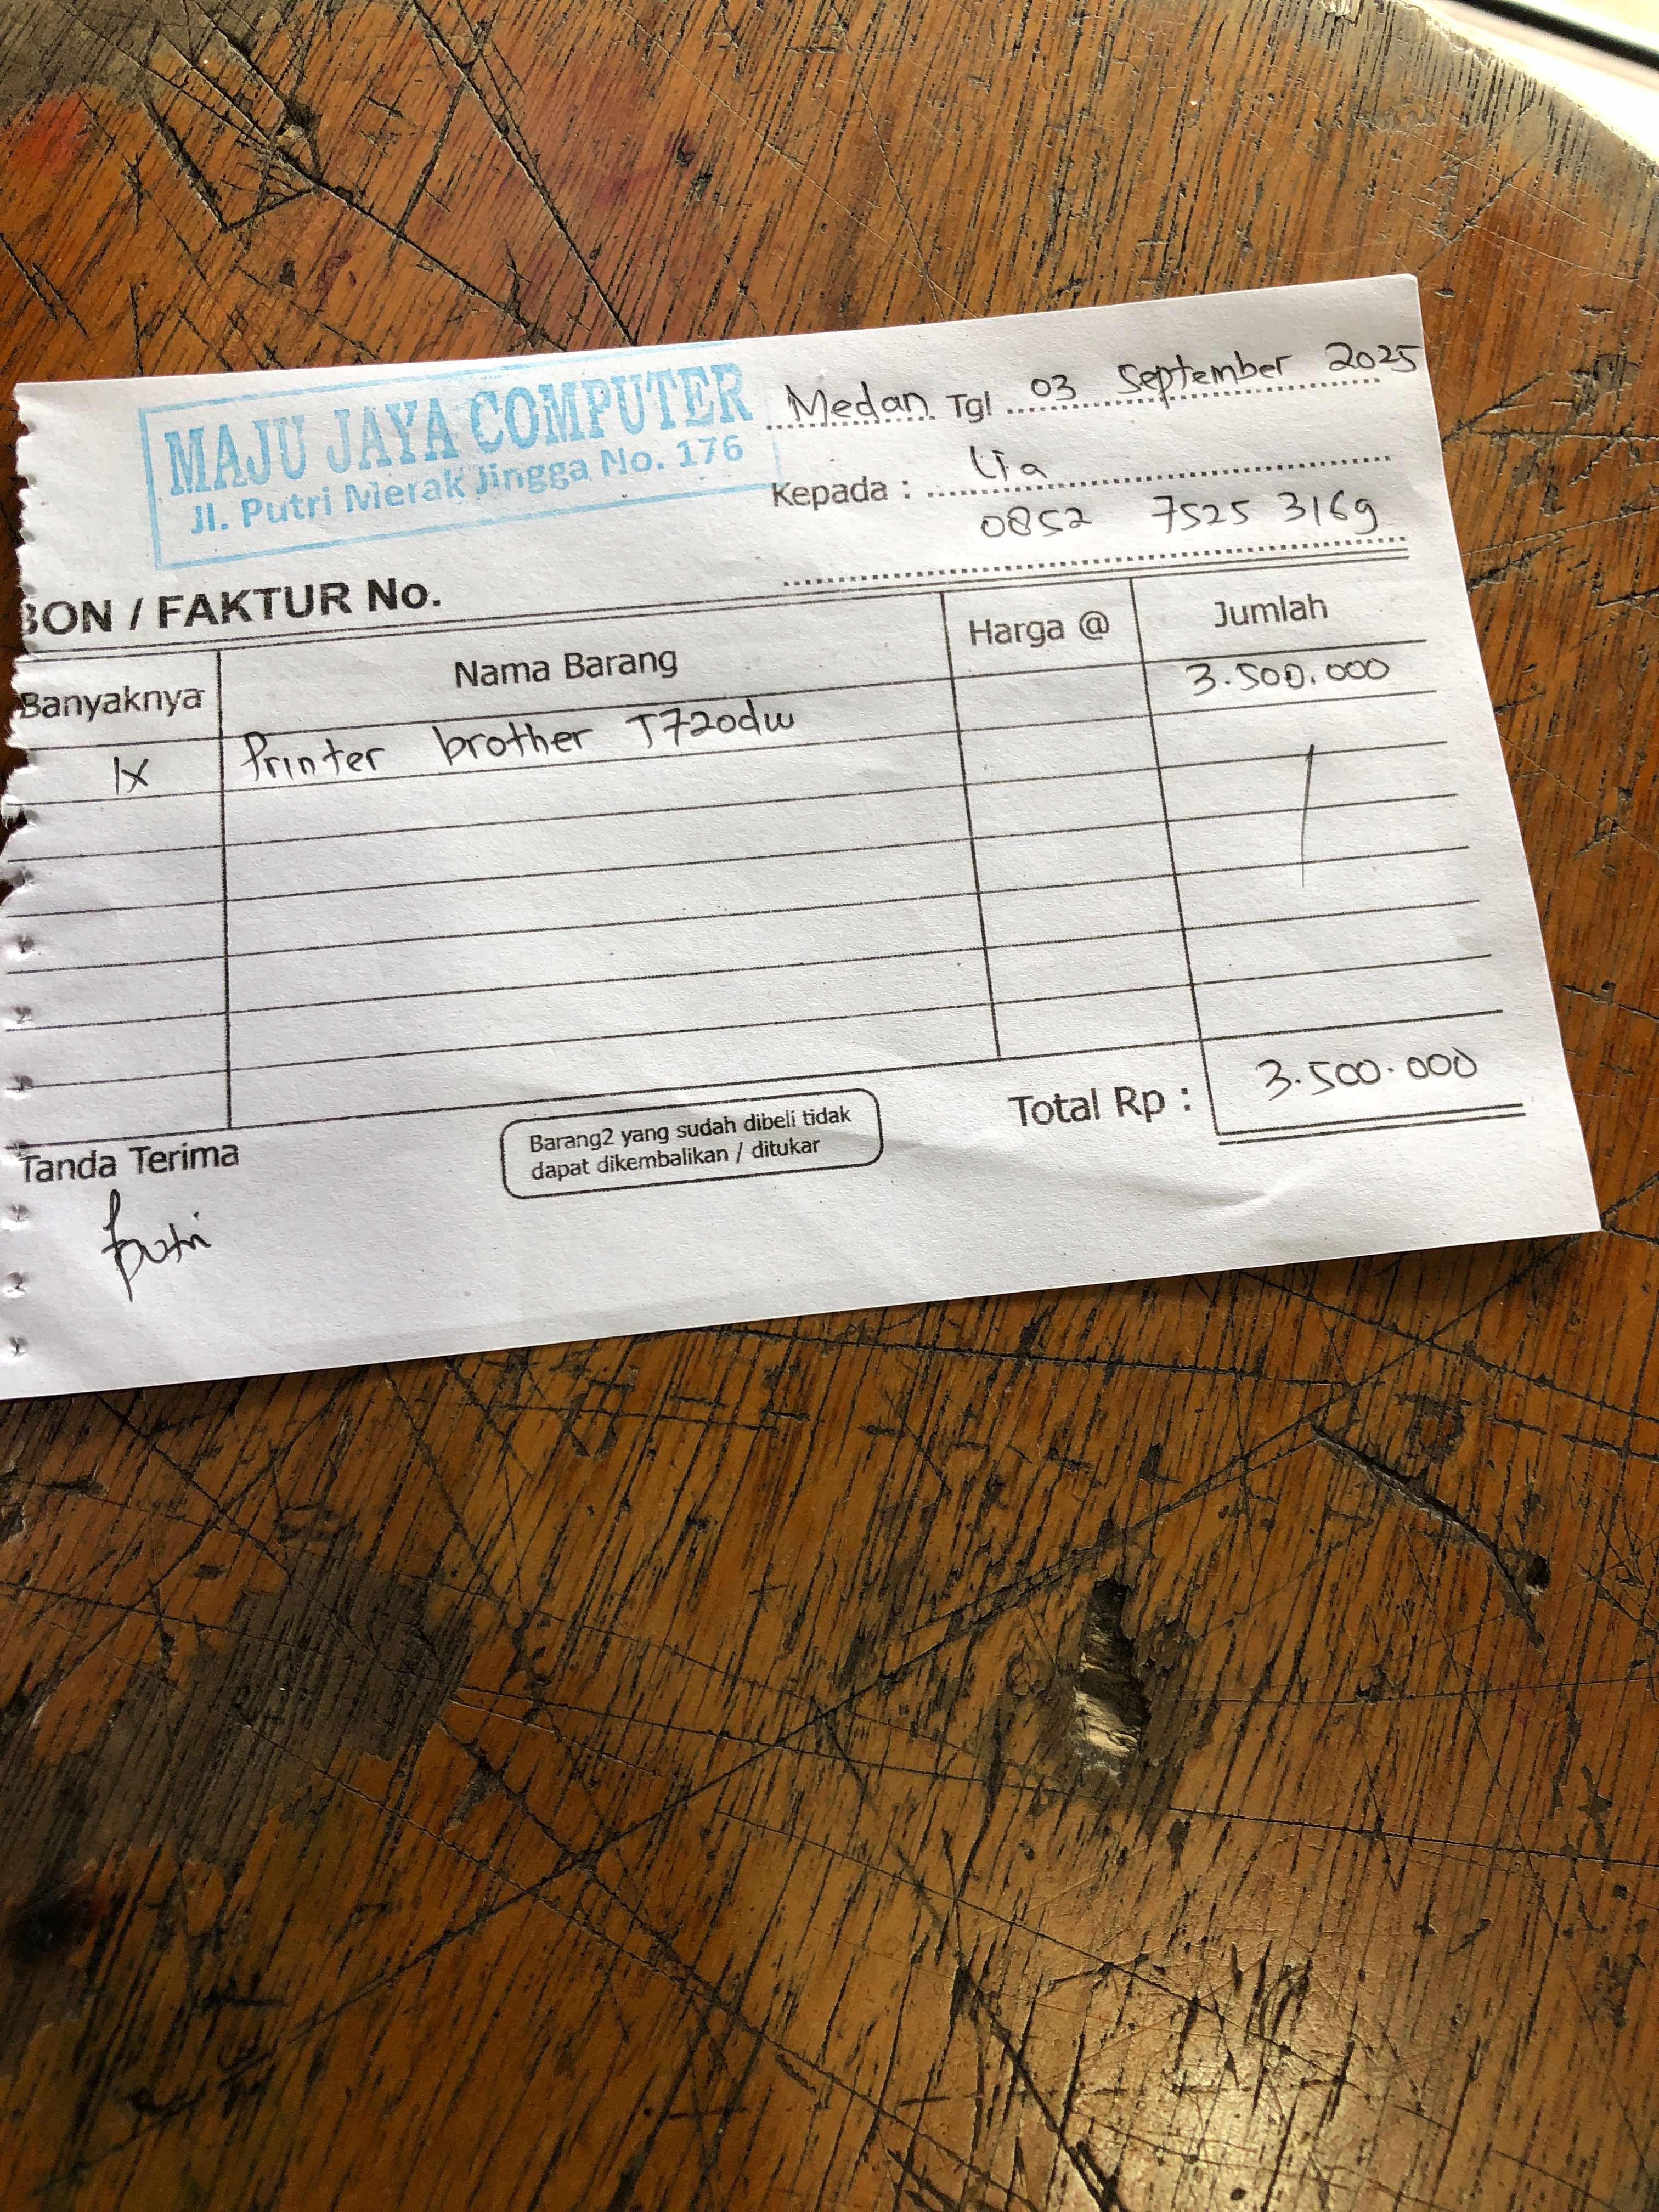 MAJU JAYA COMPUTER
Jl. Putri Merak Jingga No. 176
Medan Tgl 03 September 2025
Kepada : Lia
0852 7525 3169
BON / FAKTUR No.
Banyaknya Nama Barang Harga @ Jumlah
1x Printer brother T720dw 3.500.000
Total Rp : 3.500.000
Tanda Terima
Barang2 yang sudah dibeli tidak
dapat dikembalikan / ditukar
putri